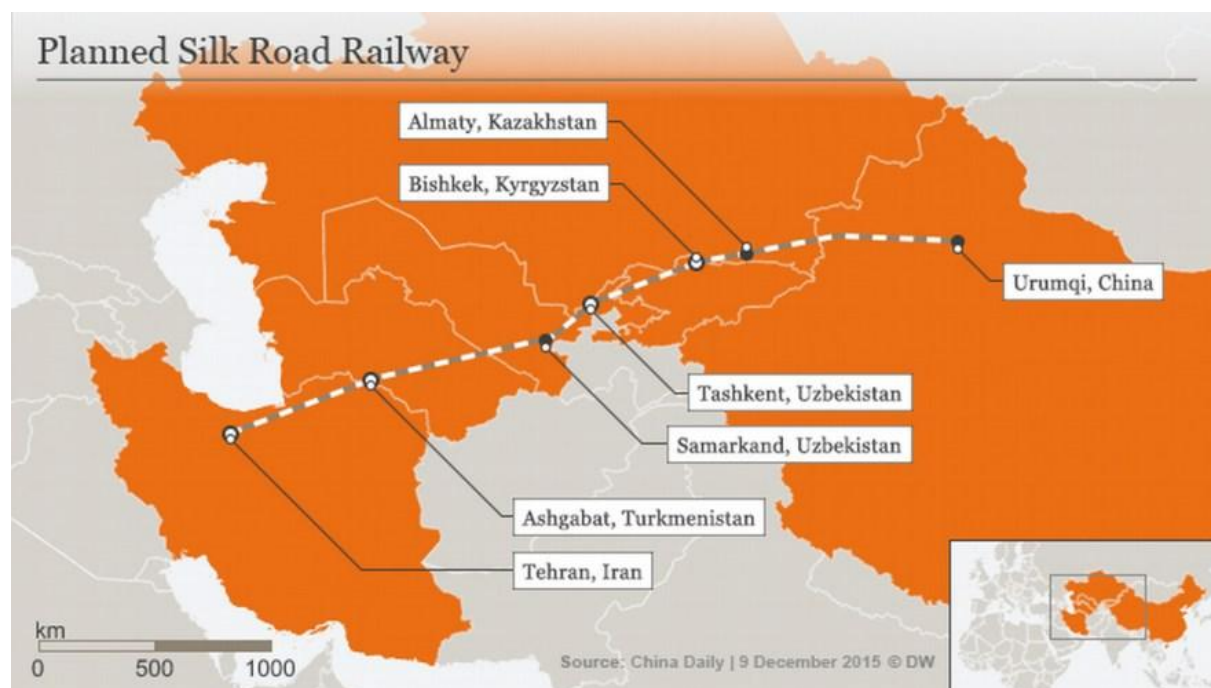 Planned Silk Road Railway
Almaty, Kazakhstan
Bishkek, Kyrgyzstan
Urumqi, China
Tashkent, Uzbekistan
Samarkand, Uzbekistan
Ashgabat, Turkmenistan
Tehran, Iran
km
0 500 1000
Source: China Daily | 9 December 2015 © DW